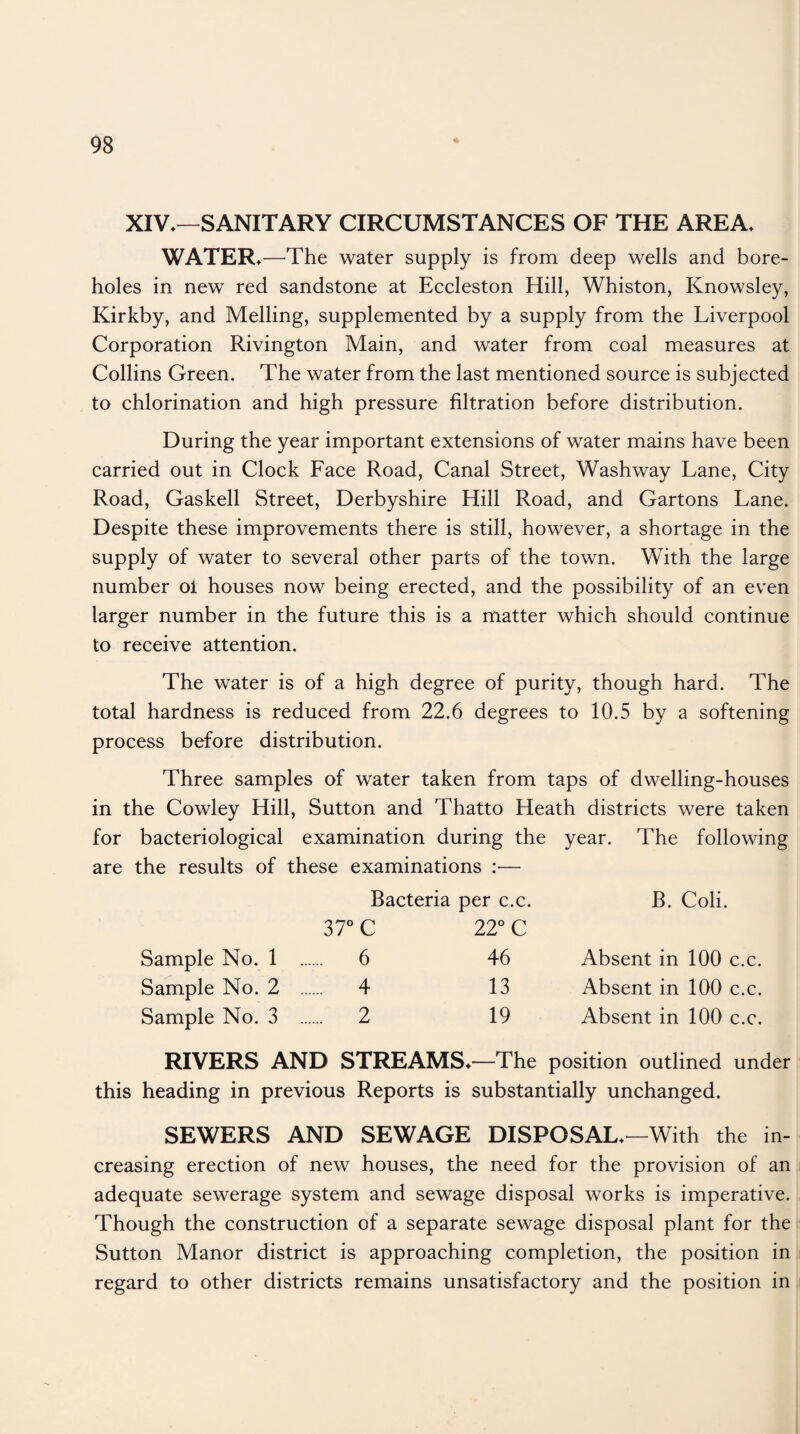 98
XIV.—SANITARY CIRCUMSTANCES OF THE AREA.
WATER.—The water supply is from deep wells and bore-
holes in new red sandstone at Eccleston Hill, Whiston, Knowsley,
Kirkby, and Melling, supplemented by a supply from the Liverpool
Corporation Rivington Main, and water from coal measures at
Collins Green. The water from the last mentioned source is subjected
to chlorination and high pressure filtration before distribution.
During the year important extensions of water mains have been
carried out in Clock Face Road, Canal Street, Washway Lane, City
Road, Gaskell Street, Derbyshire Hill Road, and Gartons Lane.
Despite these improvements there is still, however, a shortage in the
supply of water to several other parts of the town. With the large
number of houses now being erected, and the possibility of an even
larger number in the future this is a matter which should continue
to receive attention.
The water is of a high degree of purity, though hard. The
total hardness is reduced from 22.6 degrees to 10.5 by a softening
process before distribution.
Three samples of water taken from taps of dwelling-houses
in the Cowley Hill, Sutton and Thatto Heath districts were taken
for bacteriological examination during the year. The following
are the results of these examinations :—
Bacteria per c.c. B. Coli.
37° C 22° C
Sample No. 1 ...... 6 46 Absent in 100 c.c.
Sample No. 2 ...... 4 13 Absent in 100 c.c.
Sample No. 3 ...... 2 19 Absent in 100 c.c.
RIVERS AND STREAMS.—The position outlined under
this heading in previous Reports is substantially unchanged.
SEWERS AND SEWAGE DISPOSAL.—With the in-
creasing erection of new houses, the need for the provision of an
adequate sewerage system and sewage disposal works is imperative.
Though the construction of a separate sewage disposal plant for the
Sutton Manor district is approaching completion, the position in
regard to other districts remains unsatisfactory and the position in